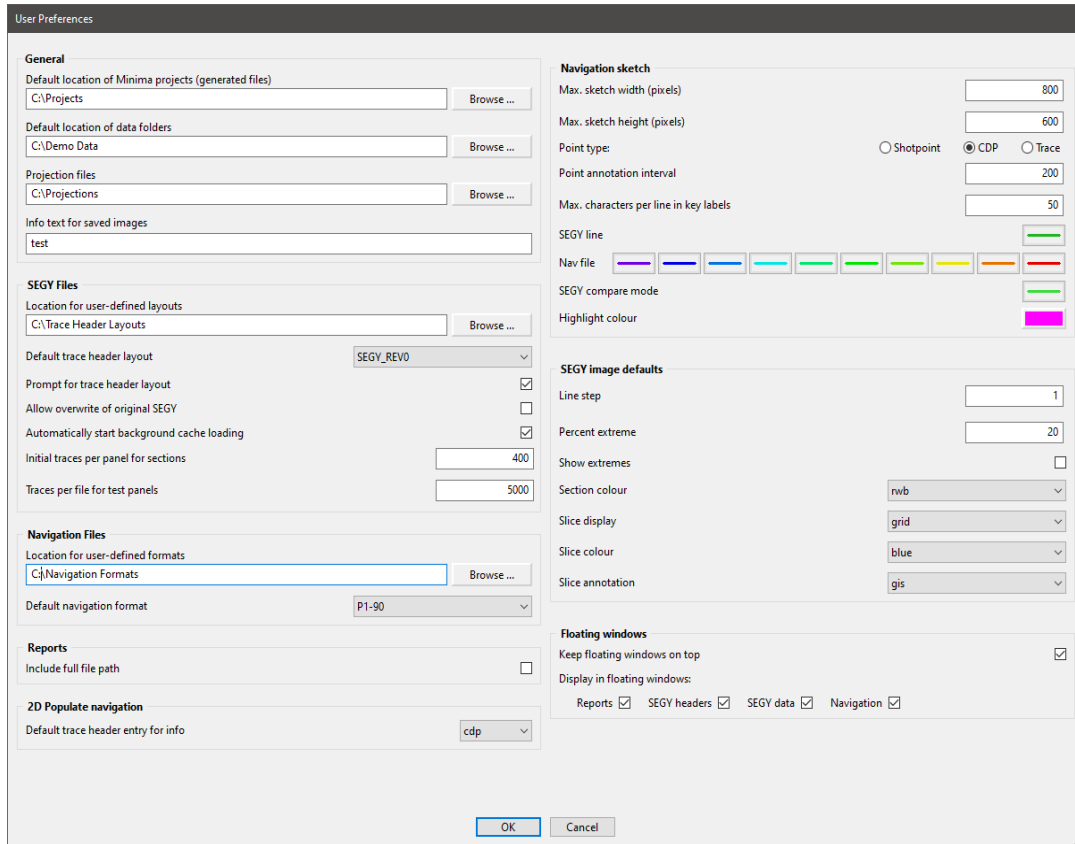 User Preferences
General
Default location of Minima projects (generated files)
C:\Projects
Browse ...
Default location of data folders
C:\Demo Data
Browse ...
Projection files
C:\Projections
Browse ...
Info text for saved images
test
SEGY Files
Location for user-defined layouts
C:\Trace Header Layouts
Browse ...
Default trace header layout SEGY_REV0
Prompt for trace header layout
Allow overwrite of original SEGY
Automatically start background cache loading
Initial traces per panel for sections 400
Traces per file for test panels 5000
Navigation Files
Location for user-defined formats
C:\Navigation Formats
Browse ...
Default navigation format P1-90
Reports
Include full file path
2D Populate navigation
Default trace header entry for info cdp
Navigation sketch
Max. sketch width (pixels) 800
Max. sketch height (pixels) 600
Point type: Shotpoint CDP Trace
Point annotation interval 200
Max. characters per line in key labels 50
SEGY line
Nav file
SEGY compare mode
Highlight colour
SEGY image defaults
Line step 1
Percent extreme 20
Show extremes
Section colour rwb
Slice display grid
Slice colour blue
Slice annotation gis
Floating windows
Keep floating windows on top
Display in floating windows:
Reports SEGY headers SEGY data Navigation
OK Cancel